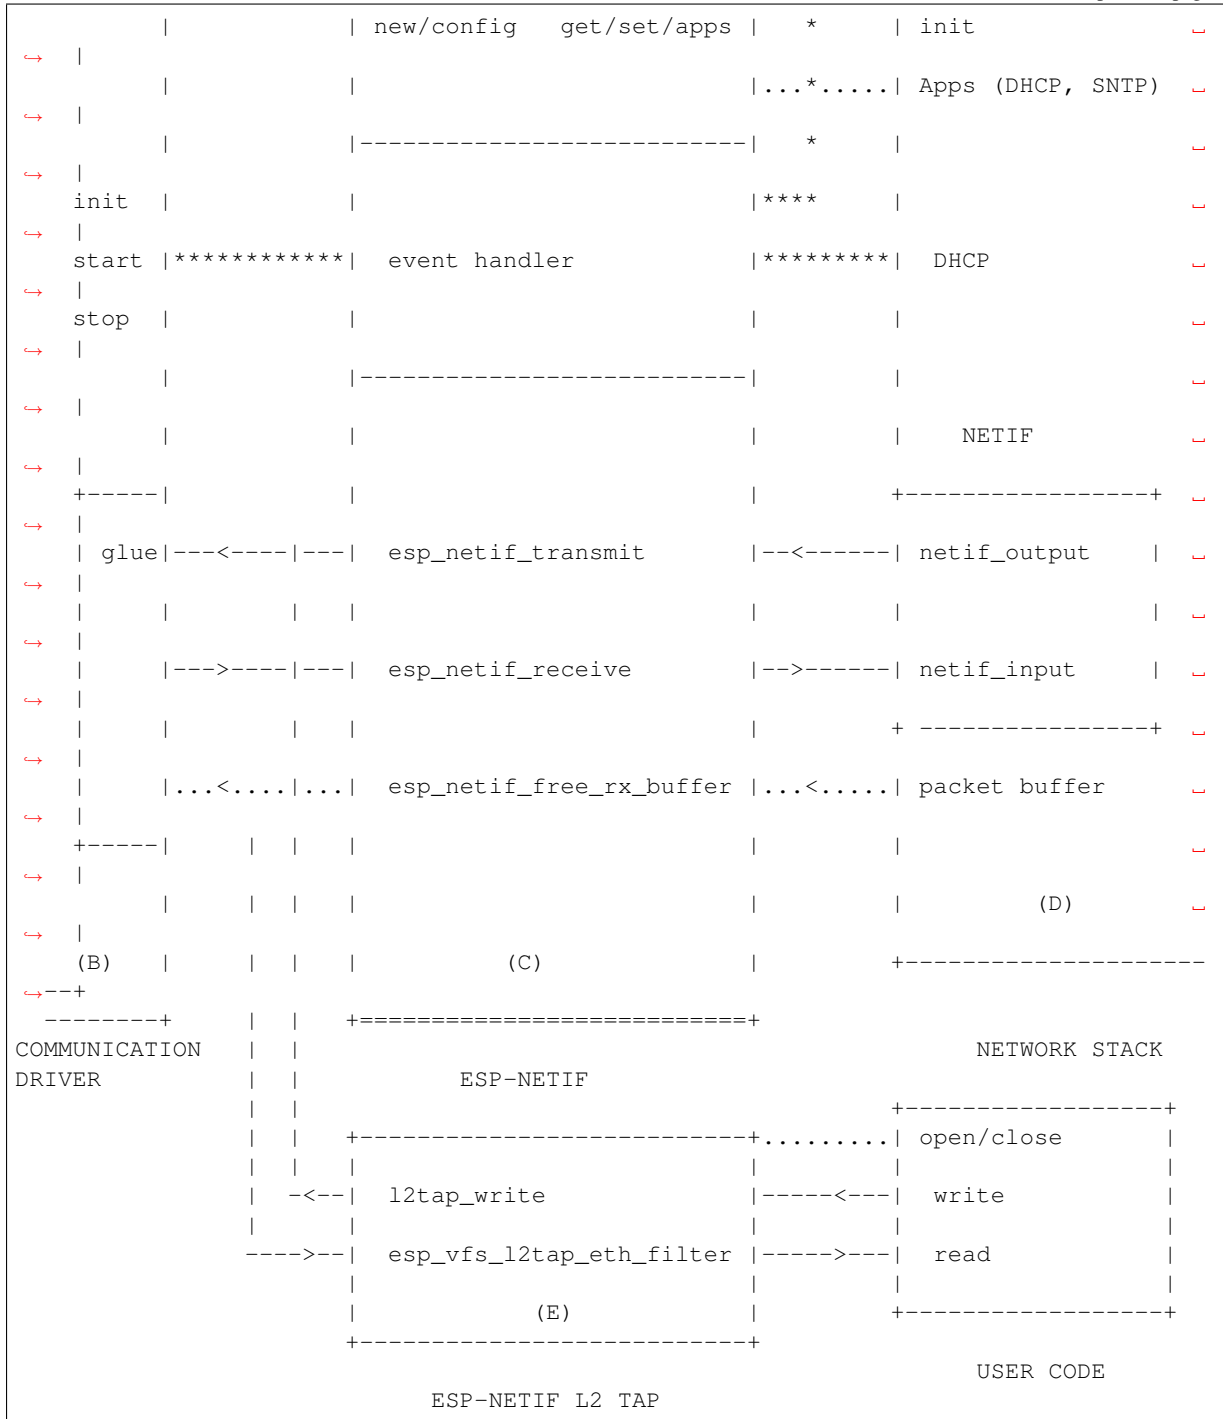 |            | new/config   get/set/apps |   *     | init                ␣
↪   |
          |            |                           |...*.....| Apps (DHCP, SNTP)   ␣
↪   |
          |            |---------------------------|   *     |                     ␣
↪   |
    init  |            |                           |****     |                     ␣
↪   |
    start |************|  event handler            |*********|  DHCP               ␣
↪   |
    stop  |            |                           |         |                     ␣
↪   |
          |            |---------------------------|         |                     ␣
↪   |
          |            |                           |         |    NETIF            ␣
↪   |
    +-----|            |                           |         +-----------------+   ␣
↪   |
    | glue|---<----|---|  esp_netif_transmit       |--<------| netif_output    |   ␣
↪   |
    |     |        |   |                           |         |                 |   ␣
↪   |
    |     |--->----|---|  esp_netif_receive        |-->------| netif_input     |   ␣
↪   |
    |     |        |   |                           |         + ----------------+   ␣
↪   |
    |     |...<....|...|  esp_netif_free_rx_buffer |...<.....| packet buffer       ␣
↪   |
    +-----|     |  |   |                           |         |                     ␣
↪   |
          |     |  |   |                           |         |         (D)         ␣
↪   |
    (B)   |     |  |   |          (C)              |         +---------------------
↪--+
  --------+     |  |   +===========================+
COMMUNICATION   |  |                                               NETWORK STACK
DRIVER          |  |           ESP-NETIF
                |  |                                         +------------------+
                |  |   +---------------------------+.........| open/close       |
                |  |   |                           |         |                  |
                |  -<--|  l2tap_write              |-----<---|  write           |
                |      |                           |         |                  |
                ---->--|  esp_vfs_l2tap_eth_filter |----->---|  read            |
                       |                           |         |                  |
                       |            (E)            |         +------------------+
                       +---------------------------+
                                                                   USER CODE
                             ESP-NETIF L2 TAP